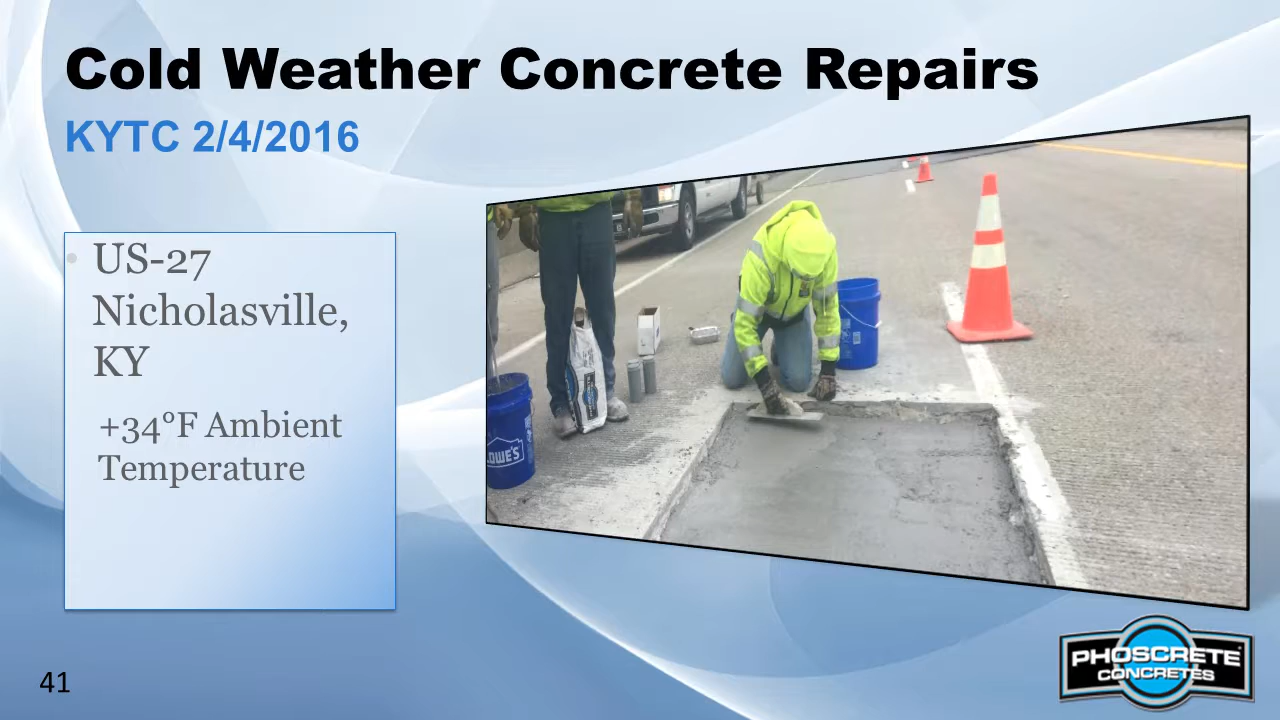 Cold Weather Concrete Repairs
KYTC 2/4/2016
• US-27
Nicholasville,
KY
+34°F Ambient
Temperature
LOWE'S
41
PHOSCRETE
CONCRETES